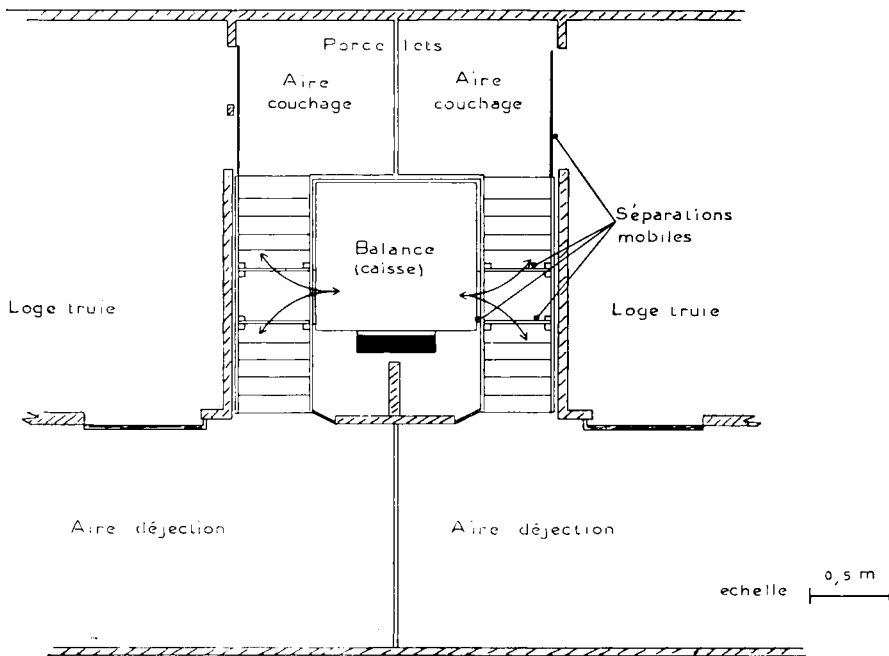 Porcelets
Aire
couchage
Aire
couchage
Séparations
mobiles
Balance
(caisse)
Loge truie
Loge truie
Aire déjection
Aire déjection
echelle
0,5 m